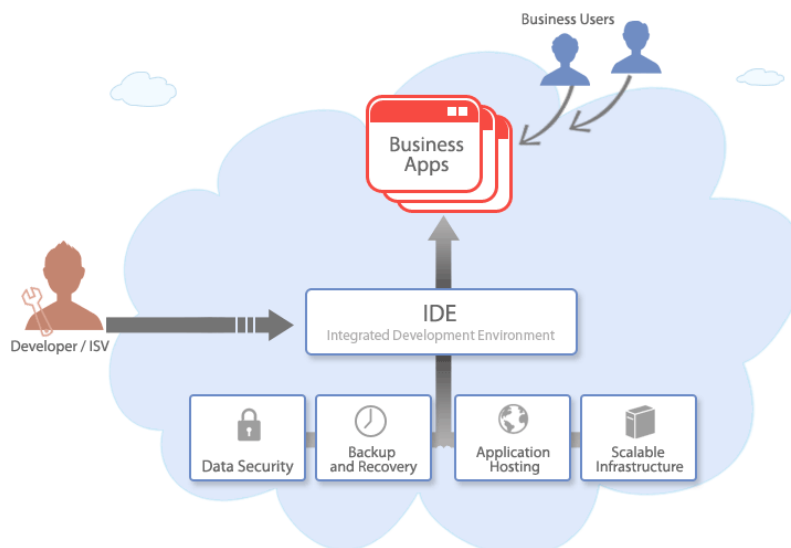 Business Users
Business
Apps
IDE
Integrated Development Environment
Developer / ISV
Data Security
Backup
and Recovery
Application
Hosting
Scalable
Infrastructure